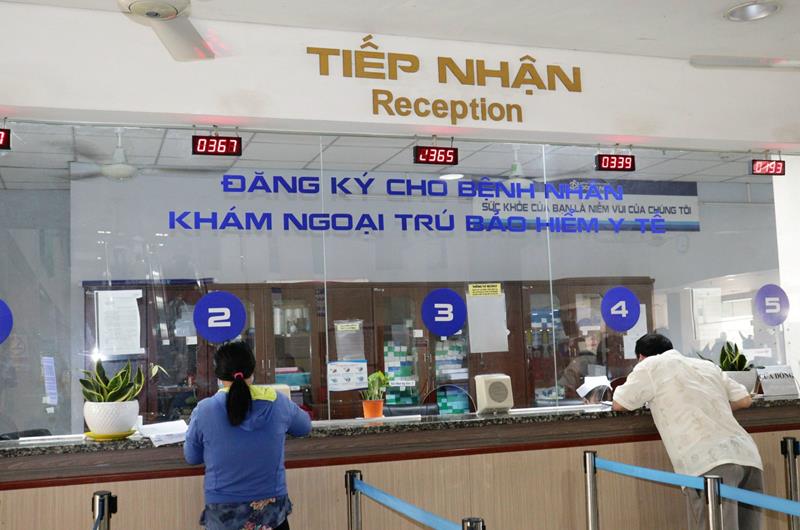 TIẾP NHẬN
Reception
0367
0339
0193
ĐĂNG KÝ CHO BỆNH NHÂN
KHÁM NGOẠI TRÚ BẢO HIỂM Y TẾ
SỨC KHỎE CỦA BẠN LÀ NIỀM VUI CỦA CHÚNG TÔI
2
3
4
5